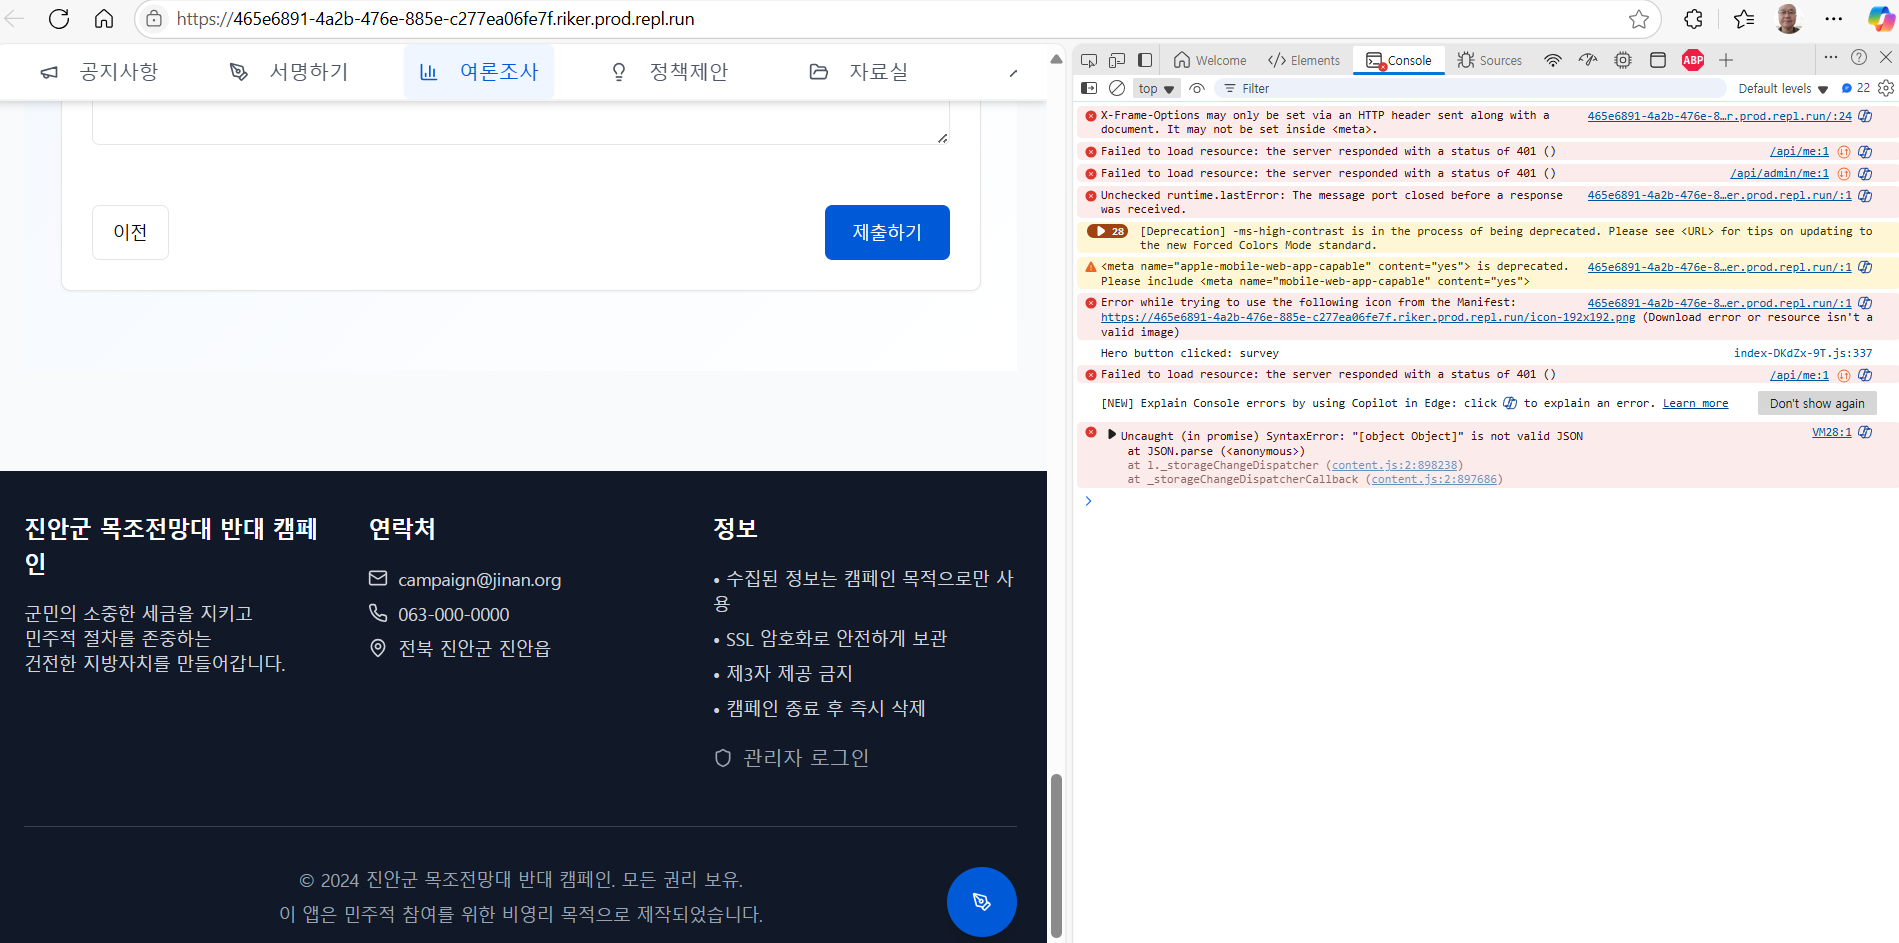 https://465e6891-4a2b-476e-885e-c277ea06fe7f.riker.prod.repl.run
공지사항
서명하기
여론조사
정책제안
자료실
이전
제출하기
진안군 목조전망대 반대 캠페
인
군민의 소중한 세금을 지키고
민주적 절차를 존중하는
건전한 지방자치를 만들어갑니다.
연락처
campaign@jinan.org
063-000-0000
전북 진안군 진안읍
정보
• 수집된 정보는 캠페인 목적으로만 사
용
• SSL 암호화로 안전하게 보관
• 제3자 제공 금지
• 캠페인 종료 후 즉시 삭제
관리자 로그인
© 2024 진안군 목조전망대 반대 캠페인. 모든 권리 보유.
이 앱은 민주적 참여를 위한 비영리 목적으로 제작되었습니다.
Welcome
Elements
Console
Sources
ABP
top
Filter
Default levels
22
X-Frame-Options may only be set via an HTTP header sent along with a 465e6891-4a2b-476e-8…r.prod.repl.run/:24
document. It may not be set inside <meta>.
Failed to load resource: the server responded with a status of 401 () /api/me:1
Failed to load resource: the server responded with a status of 401 () /api/admin/me:1
Unchecked runtime.lastError: The message port closed before a response 465e6891-4a2b-476e-8…er.prod.repl.run/:1
was received.
28 [Deprecation] -ms-high-contrast is in the process of being deprecated. Please see <URL> for tips on updating to
the new Forced Colors Mode standard.
<meta name="apple-mobile-web-app-capable" content="yes"> is deprecated. 465e6891-4a2b-476e-8…er.prod.repl.run/:1
Please include <meta name="mobile-web-app-capable" content="yes">
Error while trying to use the following icon from the Manifest: 465e6891-4a2b-476e-8…er.prod.repl.run/:1
https://465e6891-4a2b-476e-885e-c277ea06fe7f.riker.prod.repl.run/icon-192x192.png (Download error or resource isn't a
valid image)
Hero button clicked: survey index-DKdZx-9T.js:337
Failed to load resource: the server responded with a status of 401 () /api/me:1
[NEW] Explain Console errors by using Copilot in Edge: click to explain an error. Learn more Don't show again
Uncaught (in promise) SyntaxError: "[object Object]" is not valid JSON VM28:1
at JSON.parse (<anonymous>)
at l._storageChangeDispatcher (content.js:2:898238)
at _storageChangeDispatcherCallback (content.js:2:897686)